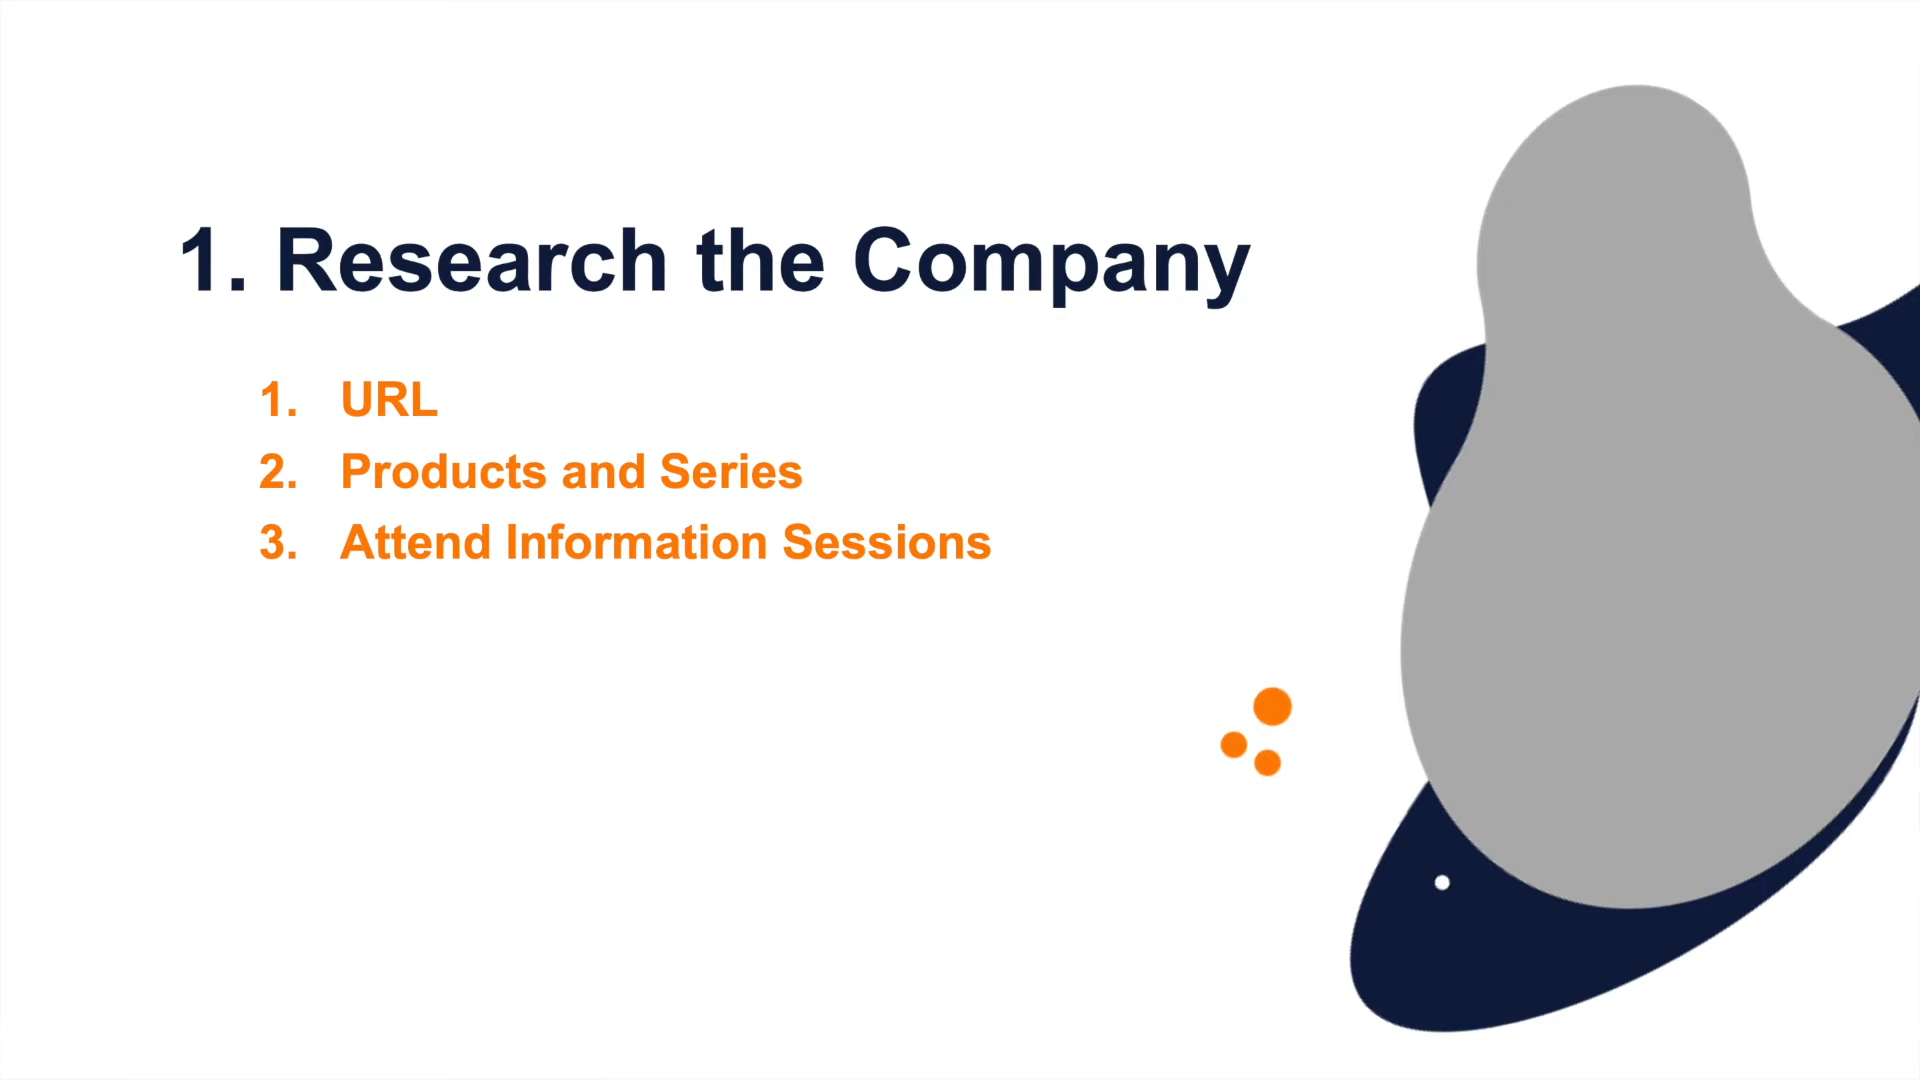 1. Research the Company
1. URL
2. Products and Series
3. Attend Information Sessions